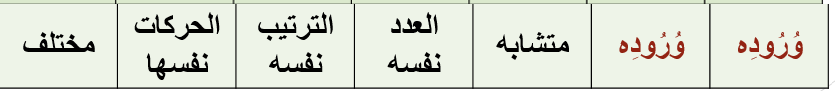 وُرُودِه
وُرُودِه
متشابه
العدد
نفسه
الترتيب
نفسه
الحركات
نفسها
مختلف